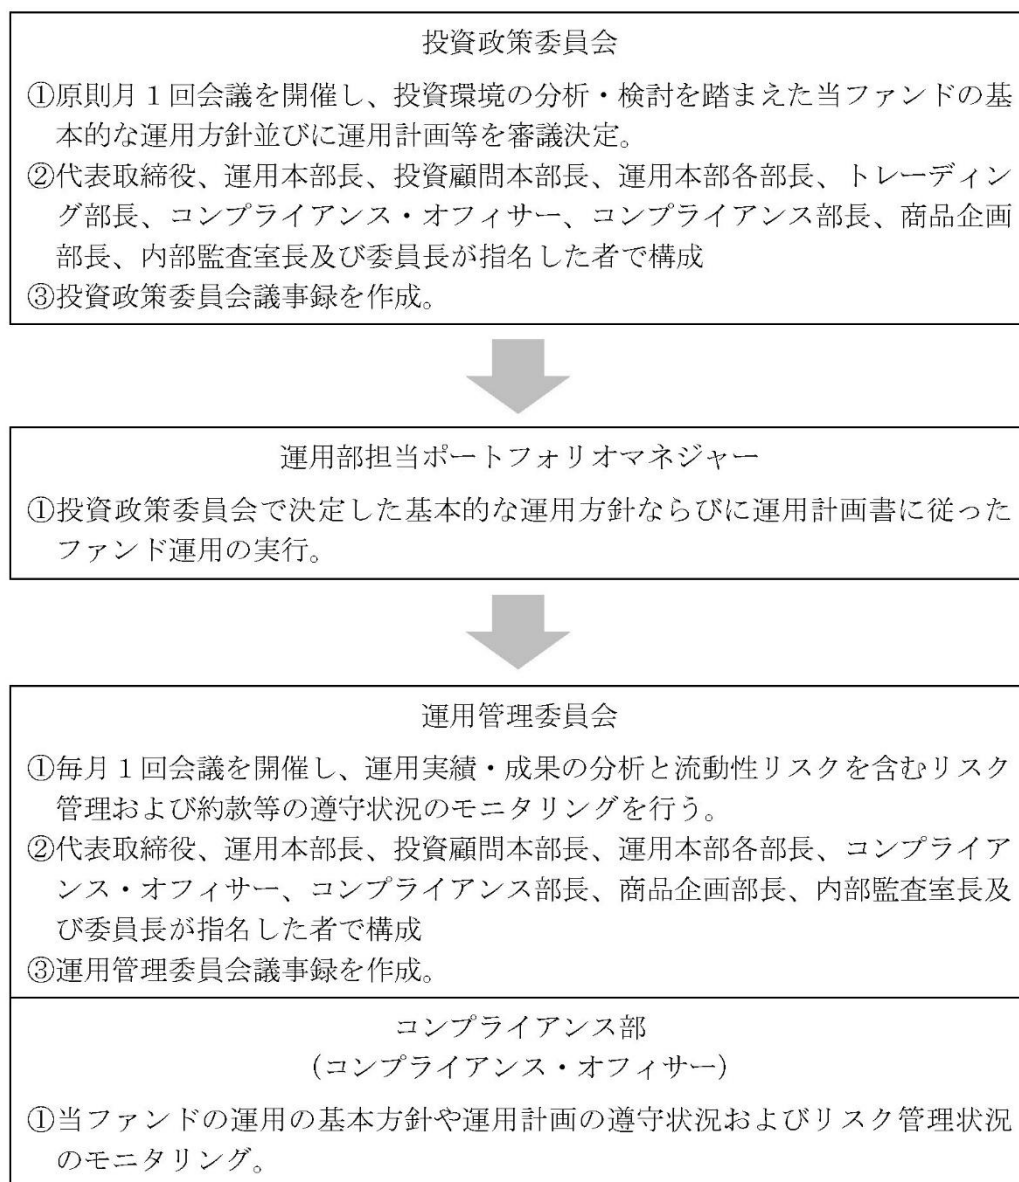 投資政策委員会
①原則月1回会議を開催し、投資環境の分析・検討を踏まえた当ファンドの基
本的な運用方針並びに運用計画等を審議決定。
②代表取締役、運用本部長、投資顧問本部長、運用本部各部長、トレーディン
グ部長、コンプライアンス・オフィサー、コンプライアンス部長、商品企画
部長、内部監査室長及び委員長が指名した者で構成
③投資政策委員会議事録を作成。
運用部担当ポートフォリオマネジャー
①投資政策委員会で決定した基本的な運用方針ならびに運用計画書に従った
ファンド運用の実行。
運用管理委員会
①毎月1回会議を開催し、運用実績・成果の分析と流動性リスクを含むリスク
管理および約款等の遵守状況のモニタリングを行う。
②代表取締役、運用本部長、投資顧問本部長、運用本部各部長、コンプライア
ンス・オフィサー、コンプライアンス部長、商品企画部長、内部監査室長及
び委員長が指名した者で構成
③運用管理委員会議事録を作成。
コンプライアンス部
（コンプライアンス・オフィサー）
①当ファンドの運用の基本方針や運用計画の遵守状況およびリスク管理状況
のモニタリング。